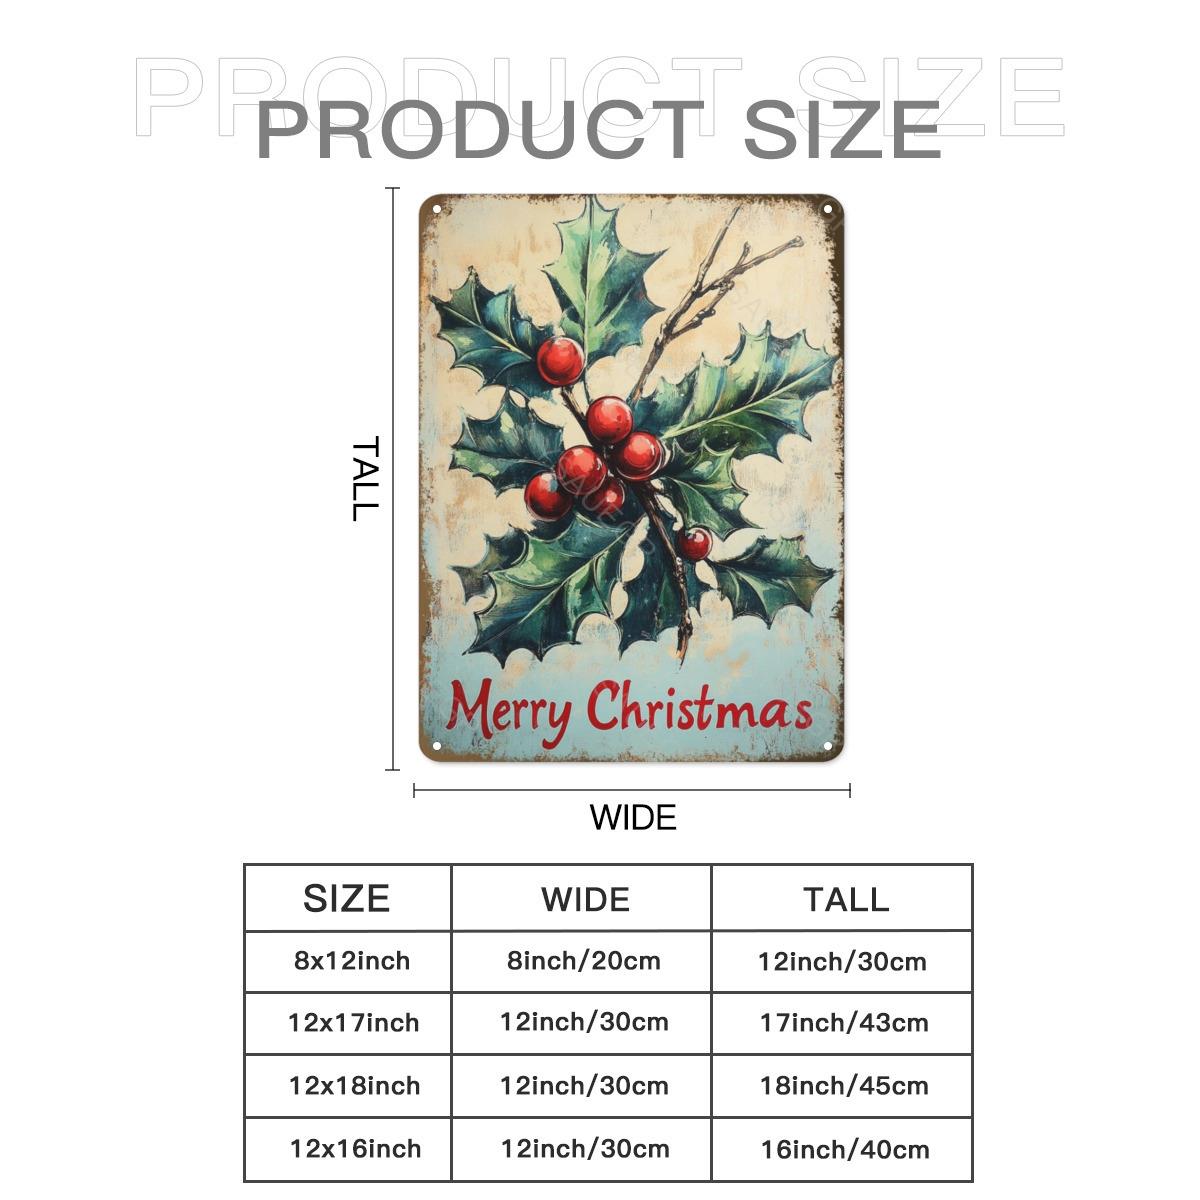 PRODUCT SIZE
PRODUCT SIZE
TALL
Merry Christmas
WIDE
SIZE WIDE TALL
8x12inch 8inch/20cm 12inch/30cm
12x17inch 12inch/30cm 17inch/43cm
12x18inch 12inch/30cm 18inch/45cm
12x16inch 12inch/30cm 16inch/40cm